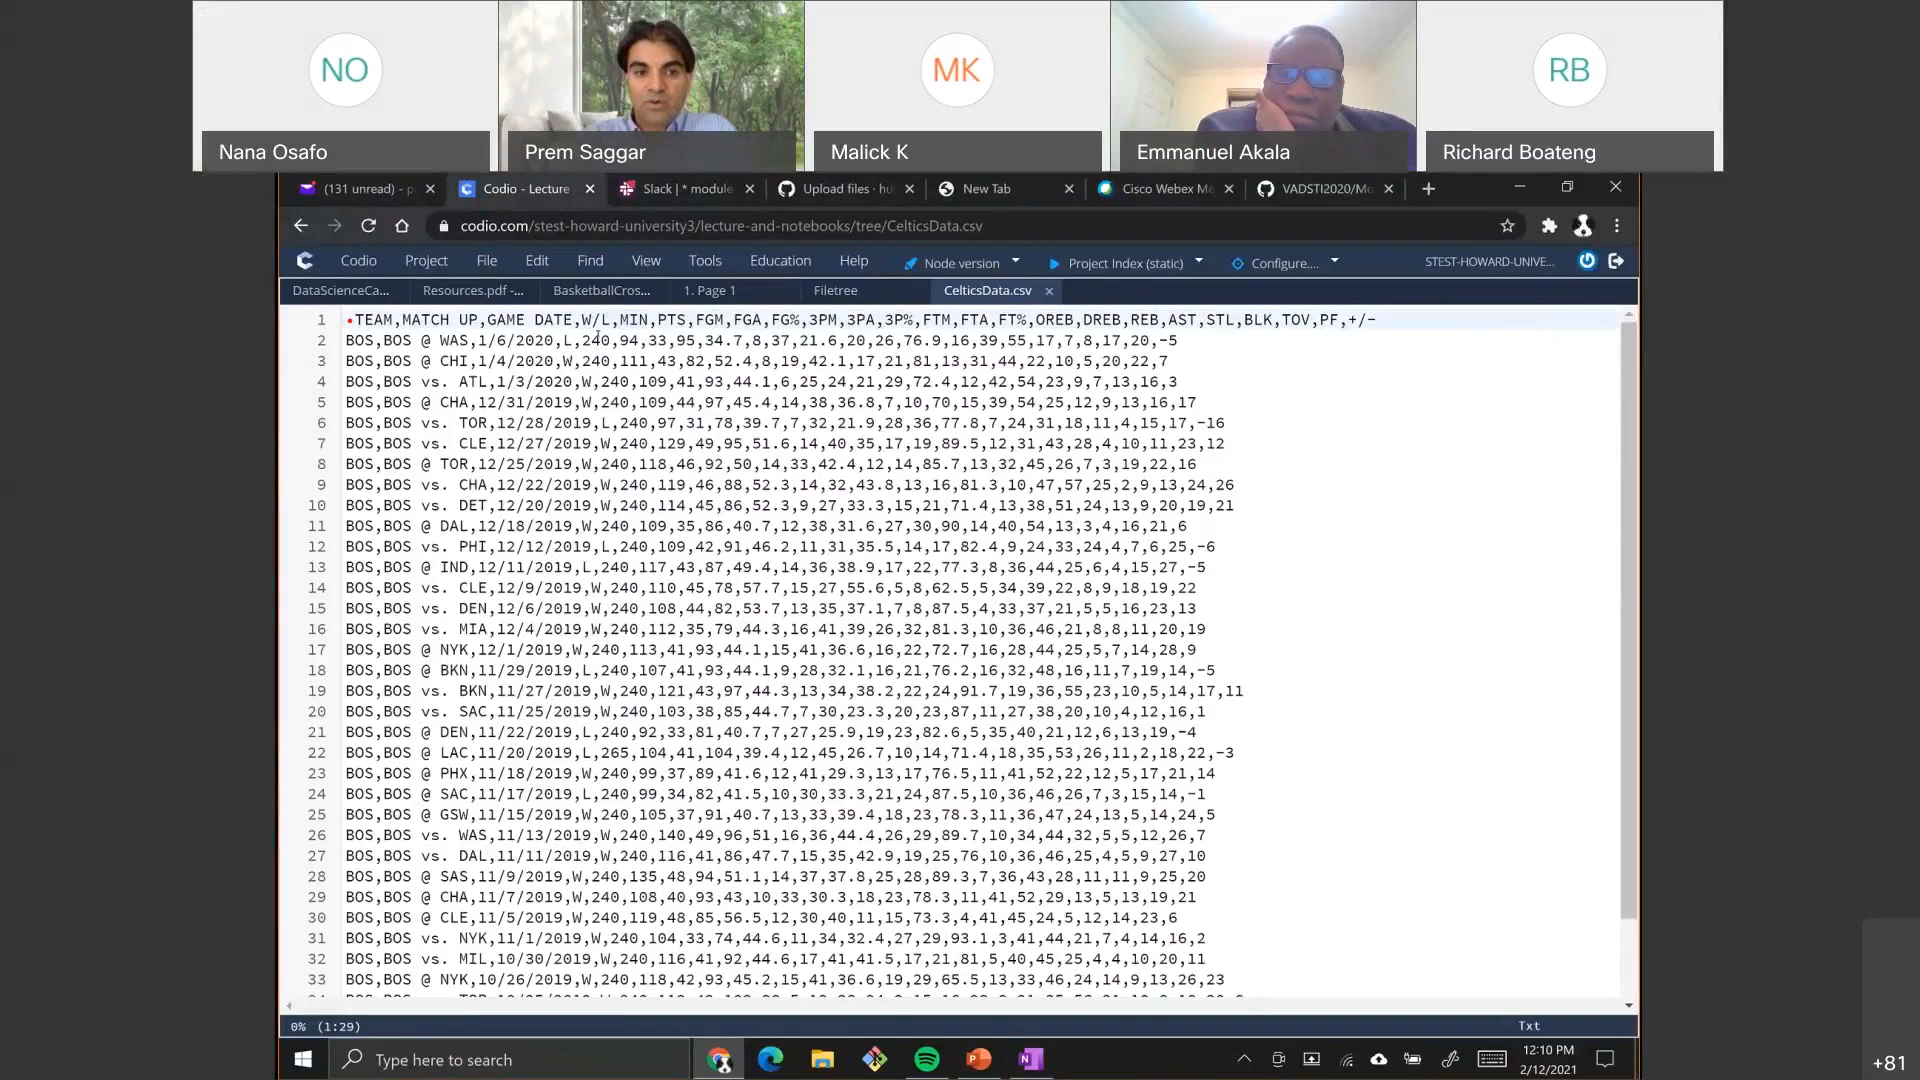 NO
MK
RB
Nana Osafo
Prem Saggar
Malick K
Emmanuel Akala
Richard Boateng
(131 unread) - p
Codio - Lecture
Slack | * module
Upload files · hu
New Tab
Cisco Webex Me
VADSTI2020/Mo
codio.com/stest-howard-university3/lecture-and-notebooks/tree/CelticsData.csv
Codio Project File Edit Find View Tools Education Help Node version Project Index (static) Configure.... STEST-HOWARD-UNIVE...
DataScienceCa... Resources.pdf -... BasketballCros... 1. Page 1 Filetree CelticsData.csv
1 TEAM,MATCH UP,GAME DATE,W/L,MIN,PTS,FGM,FGA,FG%,3PM,3PA,3P%,FTM,FTA,FT%,OREB,DREB,REB,AST,STL,BLK,TOV,PF,+/-
2 BOS,BOS @ WAS,1/6/2020,L,240,94,33,95,34.7,8,37,21.6,20,26,76.9,16,39,55,17,7,8,17,20,-5
3 BOS,BOS @ CHI,1/4/2020,W,240,111,43,82,52.4,8,19,42.1,17,21,81,13,31,44,22,10,5,20,22,7
4 BOS,BOS vs. ATL,1/3/2020,W,240,109,41,93,44.1,6,25,24,21,29,72.4,12,42,54,23,9,7,13,16,3
5 BOS,BOS @ CHA,12/31/2019,W,240,109,44,97,45.4,14,38,36.8,7,10,70,15,39,54,25,12,9,13,16,17
6 BOS,BOS vs. TOR,12/28/2019,L,240,97,31,78,39.7,7,32,21.9,28,36,77.8,7,24,31,18,11,4,15,17,-16
7 BOS,BOS vs. CLE,12/27/2019,W,240,129,49,95,51.6,14,40,35,17,19,89.5,12,31,43,28,4,10,11,23,12
8 BOS,BOS @ TOR,12/25/2019,W,240,118,46,92,50,14,33,42.4,12,14,85.7,13,32,45,26,7,3,19,22,16
9 BOS,BOS vs. CHA,12/22/2019,W,240,119,46,88,52.3,14,32,43.8,13,16,81.3,10,47,57,25,2,9,13,24,26
10 BOS,BOS vs. DET,12/20/2019,W,240,114,45,86,52.3,9,27,33.3,15,21,71.4,13,38,51,24,13,9,20,19,21
11 BOS,BOS @ DAL,12/18/2019,W,240,109,35,86,40.7,12,38,31.6,27,30,90,14,40,54,13,3,4,16,21,6
12 BOS,BOS vs. PHI,12/12/2019,L,240,109,42,91,46.2,11,31,35.5,14,17,82.4,9,24,33,24,4,7,6,25,-6
13 BOS,BOS @ IND,12/11/2019,L,240,117,43,87,49.4,14,36,38.9,17,22,77.3,8,36,44,25,6,4,15,27,-5
14 BOS,BOS vs. CLE,12/9/2019,W,240,110,45,78,57.7,15,27,55.6,5,8,62.5,5,34,39,22,8,9,18,19,22
15 BOS,BOS vs. DEN,12/6/2019,W,240,108,44,82,53.7,13,35,37.1,7,8,87.5,4,33,37,21,5,5,16,23,13
16 BOS,BOS vs. MIA,12/4/2019,W,240,112,35,79,44.3,16,41,39,26,32,81.3,10,36,46,21,8,8,11,20,19
17 BOS,BOS @ NYK,12/1/2019,W,240,113,41,93,44.1,15,41,36.6,16,22,72.7,16,28,44,25,5,7,14,28,9
18 BOS,BOS @ BKN,11/29/2019,L,240,107,41,93,44.1,9,28,32.1,16,21,76.2,16,32,48,16,11,7,19,14,-5
19 BOS,BOS vs. BKN,11/27/2019,W,240,121,43,97,44.3,13,34,38.2,22,24,91.7,19,36,55,23,10,5,14,17,11
20 BOS,BOS vs. SAC,11/25/2019,W,240,103,38,85,44.7,7,30,23.3,20,23,87,11,27,38,20,10,4,12,16,1
21 BOS,BOS @ DEN,11/22/2019,L,240,92,33,81,40.7,7,27,25.9,19,23,82.6,5,35,40,21,12,6,13,19,-4
22 BOS,BOS @ LAC,11/20/2019,L,265,104,41,104,39.4,12,45,26.7,10,14,71.4,18,35,53,26,11,2,18,22,-3
23 BOS,BOS @ PHX,11/18/2019,W,240,99,37,89,41.6,12,41,29.3,13,17,76.5,11,41,52,22,12,5,17,21,14
24 BOS,BOS @ SAC,11/17/2019,L,240,99,34,82,41.5,10,30,33.3,21,24,87.5,10,36,46,26,7,3,15,14,-1
25 BOS,BOS @ GSW,11/15/2019,W,240,105,37,91,40.7,13,33,39.4,18,23,78.3,11,36,47,24,13,5,14,24,5
26 BOS,BOS vs. WAS,11/13/2019,W,240,140,49,96,51,16,36,44.4,26,29,89.7,10,34,44,32,5,5,12,26,7
27 BOS,BOS vs. DAL,11/11/2019,W,240,116,41,86,47.7,15,35,42.9,19,25,76,10,36,46,25,4,5,9,27,10
28 BOS,BOS @ SAS,11/9/2019,W,240,135,48,94,51.1,14,37,37.8,25,28,89.3,7,36,43,28,11,11,9,25,20
29 BOS,BOS @ CHA,11/7/2019,W,240,108,40,93,43,10,33,30.3,18,23,78.3,11,41,52,29,13,5,13,19,21
30 BOS,BOS @ CLE,11/5/2019,W,240,119,48,85,56.5,12,30,40,11,15,73.3,4,41,45,24,5,12,14,23,6
31 BOS,BOS vs. NYK,11/1/2019,W,240,104,33,74,44.6,11,34,32.4,27,29,93.1,3,41,44,21,7,4,14,16,2
32 BOS,BOS vs. MIL,10/30/2019,W,240,116,41,92,44.6,17,41,41.5,17,21,81,5,40,45,25,4,4,10,20,11
33 BOS,BOS @ NYK,10/26/2019,W,240,118,42,93,45.2,15,41,36.6,19,29,65.5,13,33,46,24,14,9,13,26,23
0% (1:29) Txt
Type here to search
12:10 PM
2/12/2021
+81